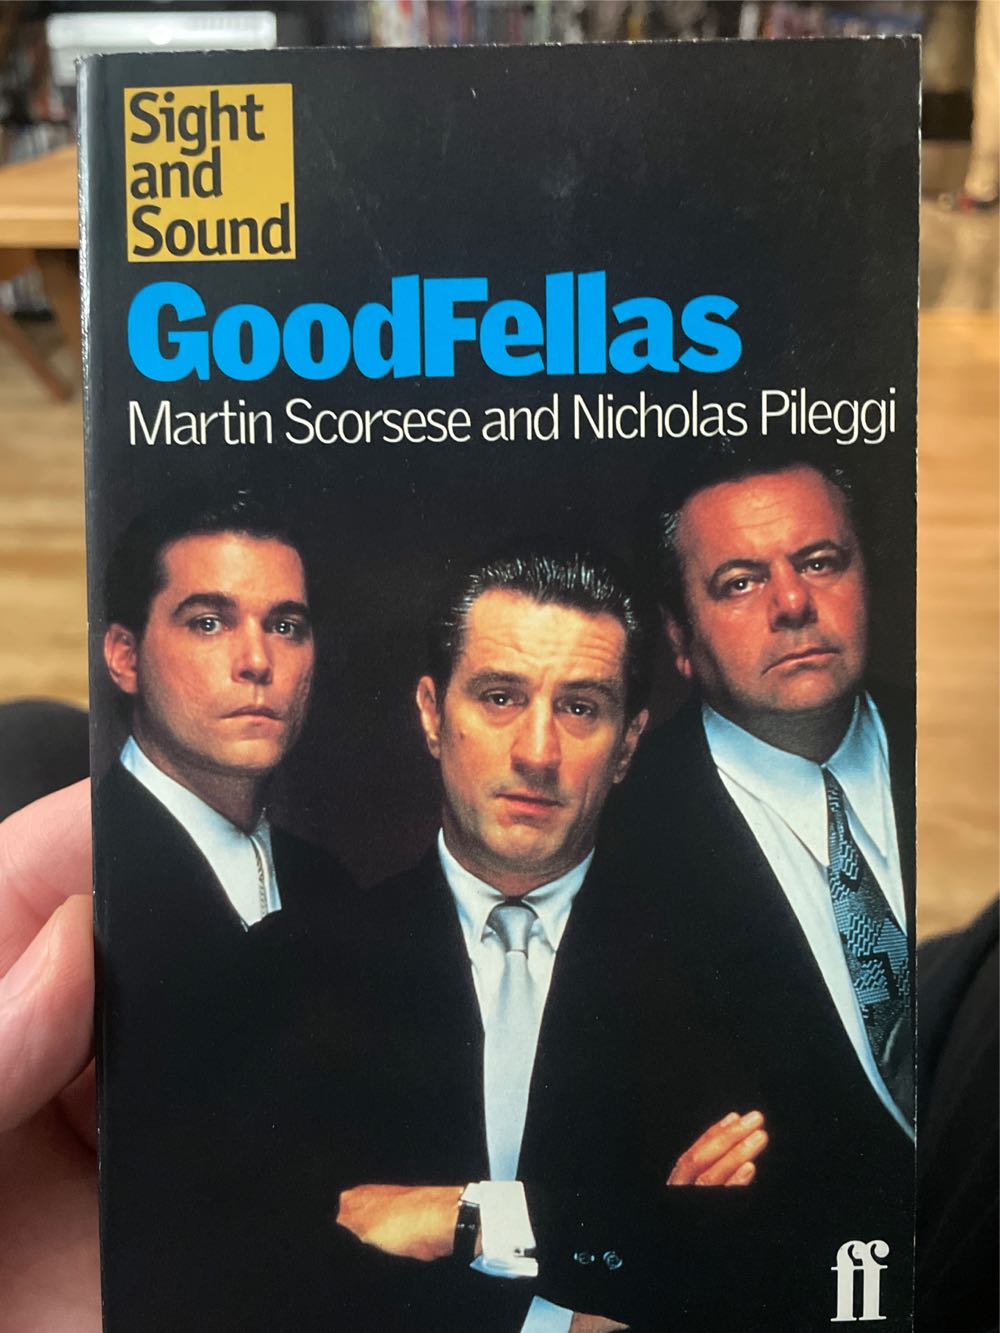 Sight
and
Sound
GoodFellas
Martin Scorsese and Nicholas Pileggi
ff